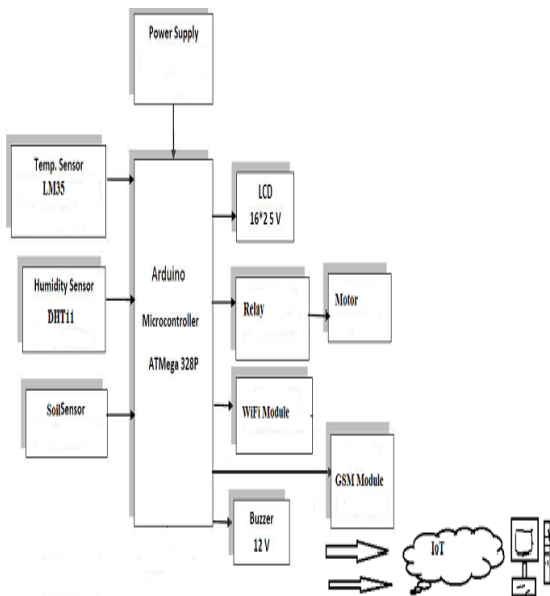 Power Supply
Temp. Sensor
LM35
LCD
16*2 5 V
Humidity Sensor
DHT11
Arduino
Microcontroller
ATMega 328P
Relay
Motor
SoilSensor
WiFi Module
GSM Module
Buzzer
12 V
IoT